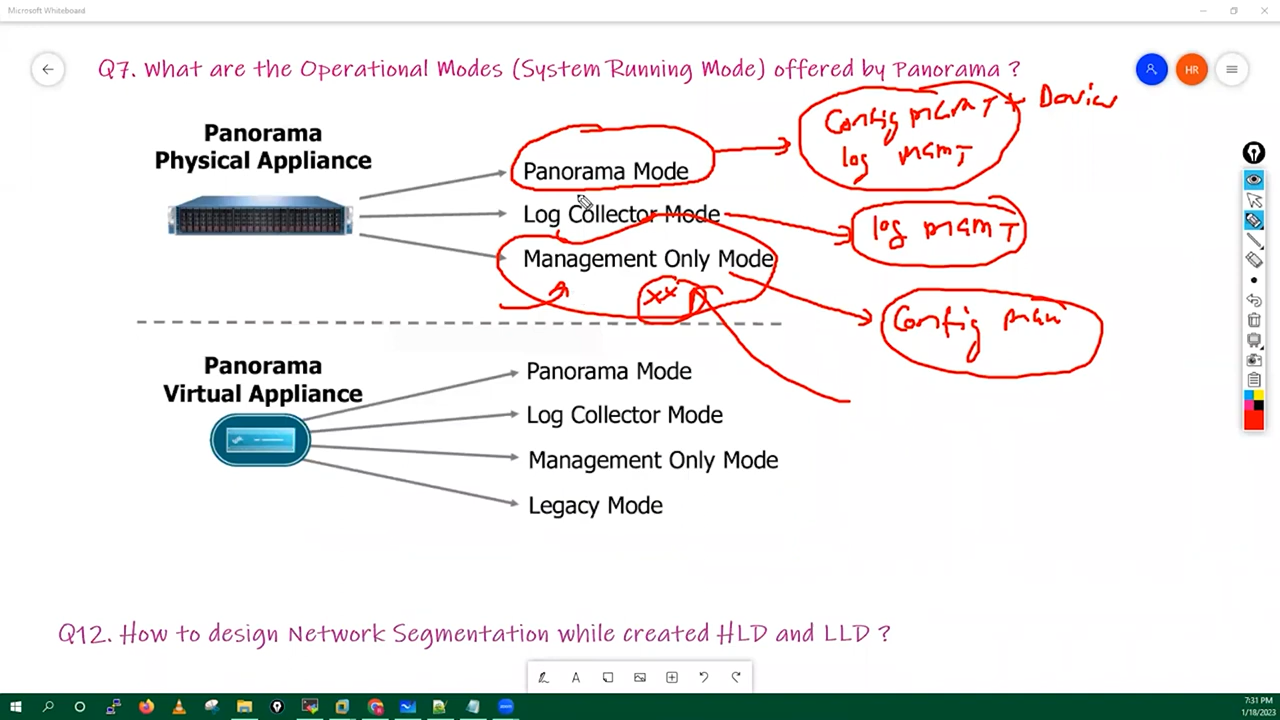 Microsoft Whiteboard
Q7. What are the Operational Modes (System Running Mode) offered by Panorama ?
HR
Panorama
Physical Appliance
Panorama Mode
Log Collector Mode
Management Only Mode
Config MGMT +
log MGMT
log MGMT
xx
Config
Panorama
Virtual Appliance
Panorama Mode
Log Collector Mode
Management Only Mode
Legacy Mode
Q12. How to design Network Segmentation while created HLD and LLD ?
7:31 PM
1/18/2023